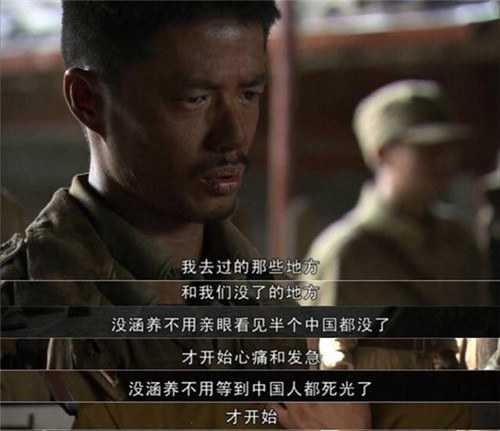 我去过的那些地方
和我们没了的地方
没涵养不用亲眼看见半个中国都没了
才开始心痛和发急
没涵养不用等到中国人都死光了
才开始